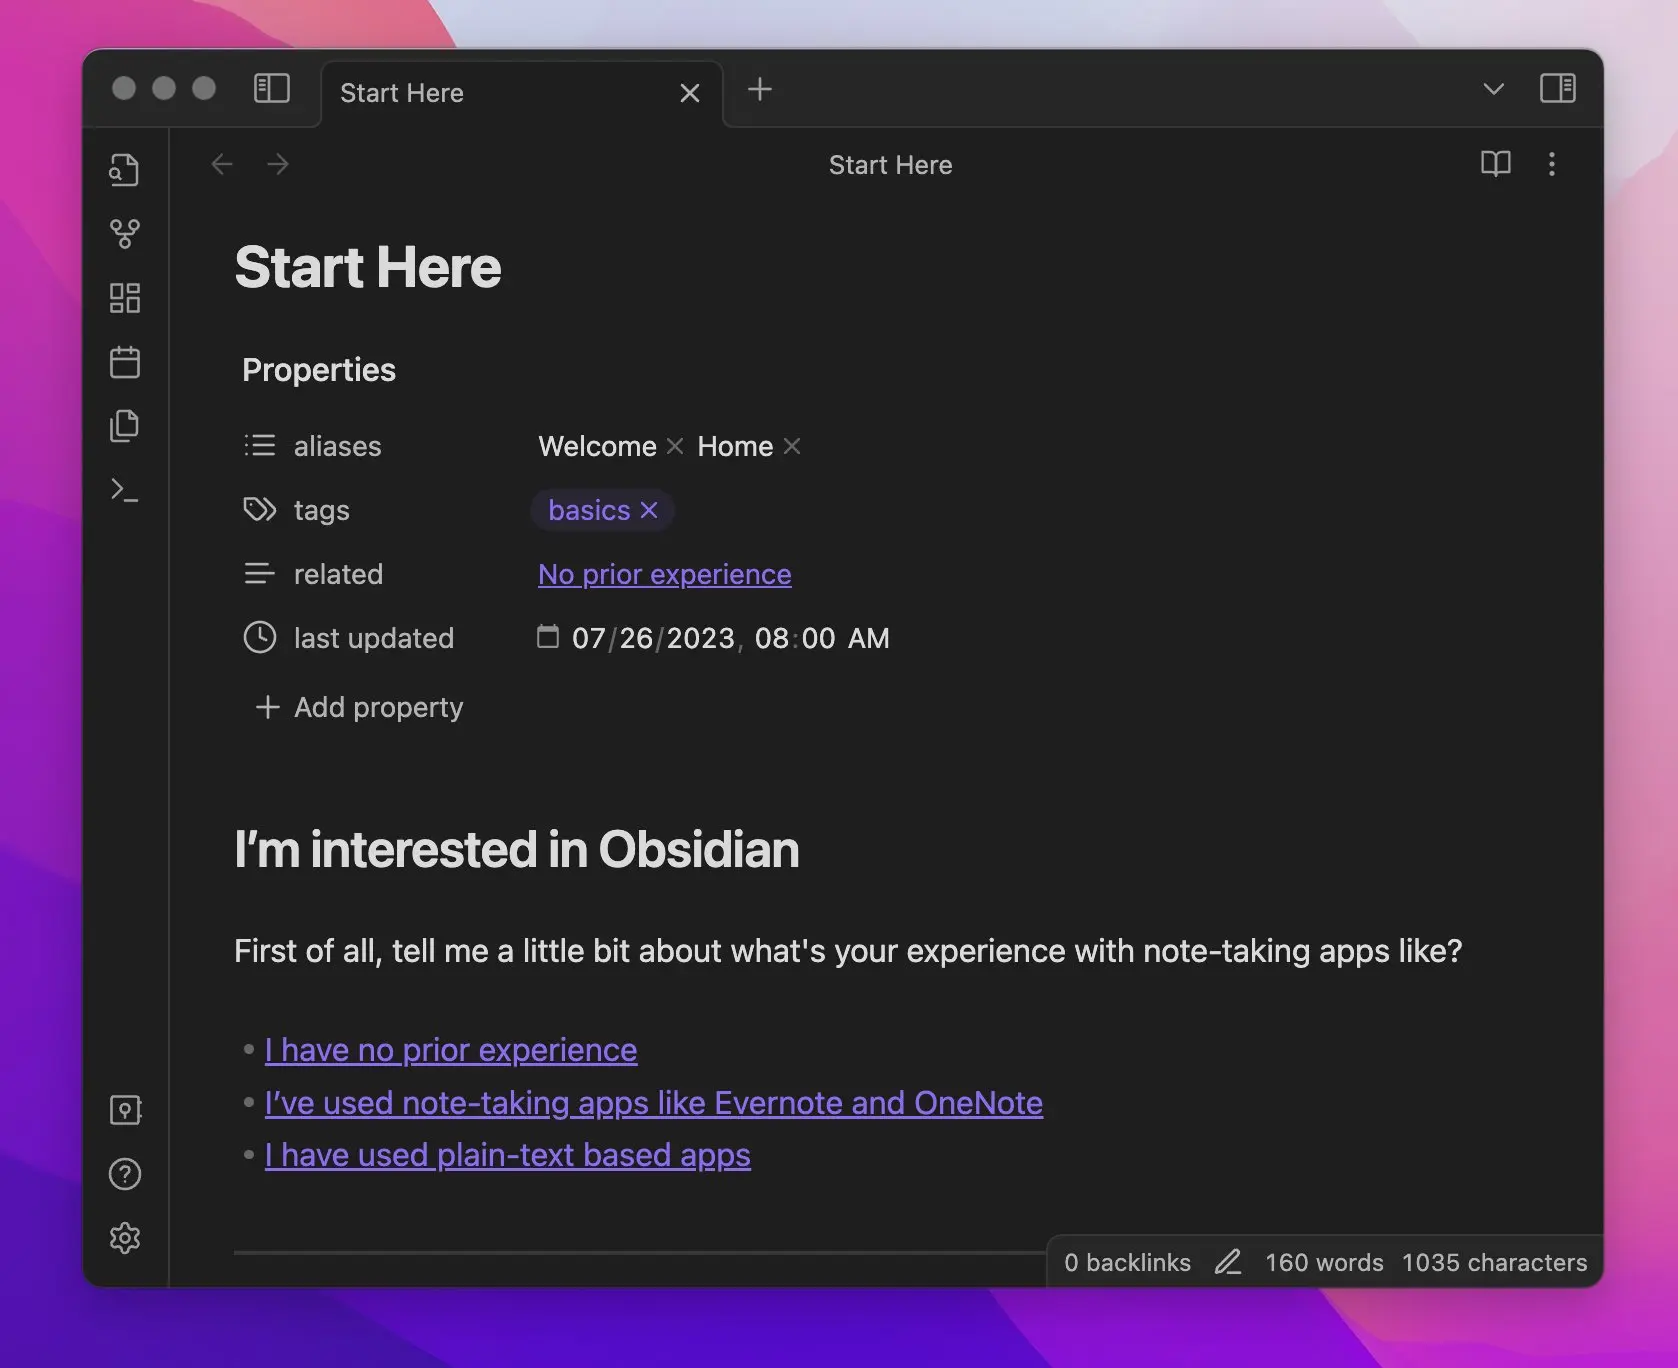 Start Here
Start Here
Start Here
Properties
aliases Welcome Home
tags basics
related No prior experience
last updated 07/26/2023, 08:00 AM
Add property
I’m interested in Obsidian
First of all, tell me a little bit about what's your experience with note-taking apps like?
• I have no prior experience
• I’ve used note-taking apps like Evernote and OneNote
• I have used plain-text based apps
0 backlinks 160 words 1035 characters